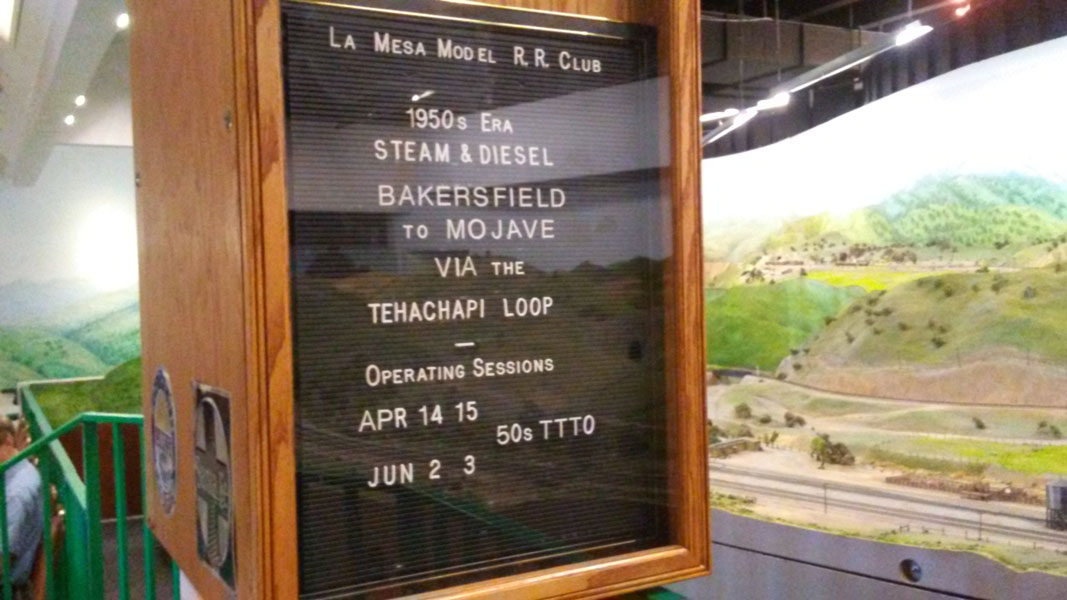 La Mesa Model R.R. Club
1950s Era
STEAM & DIESEL
BAKERSFIELD
TO MOJAVE
VIA THE
TEHACHAPI LOOP
—
Operating Sessions
APR 14 15
50s TTTO
JUN 2 3